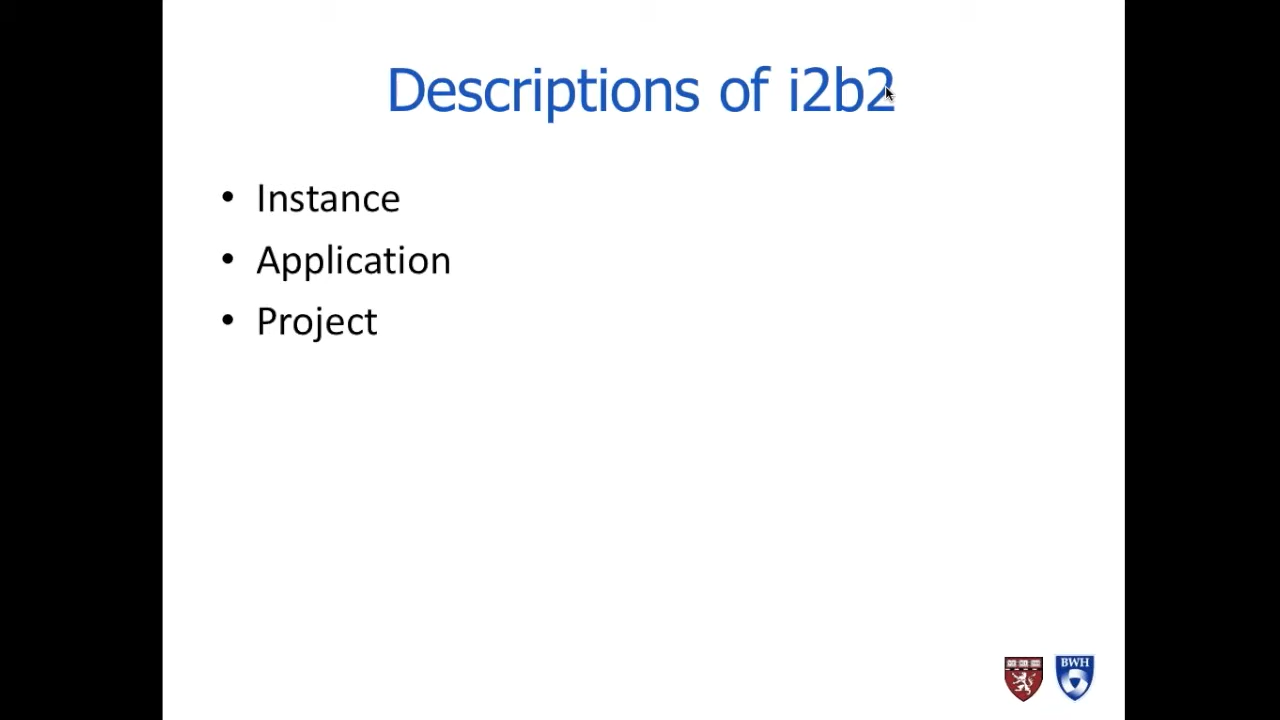 Descriptions of i2b2
• Instance
• Application
• Project
BWH